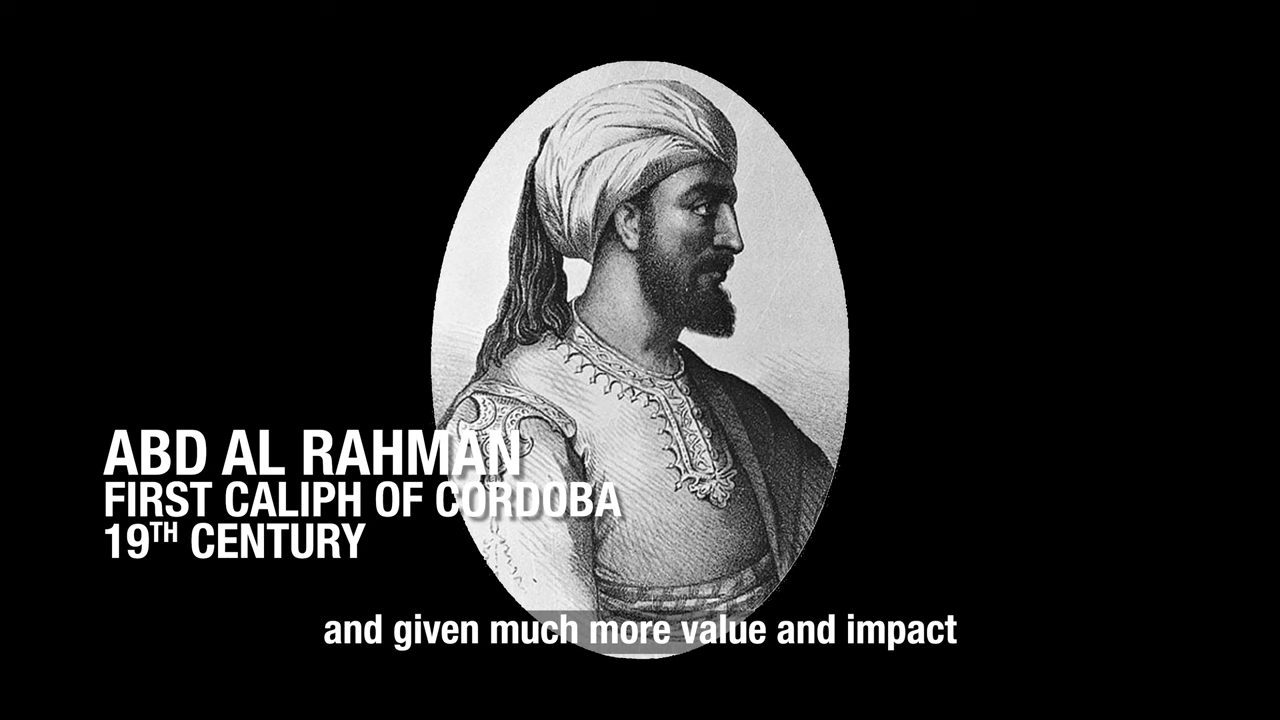 ABD AL RAHMAN
FIRST CALIPH OF CORDOBA
19TH CENTURY
and given much more value and impact